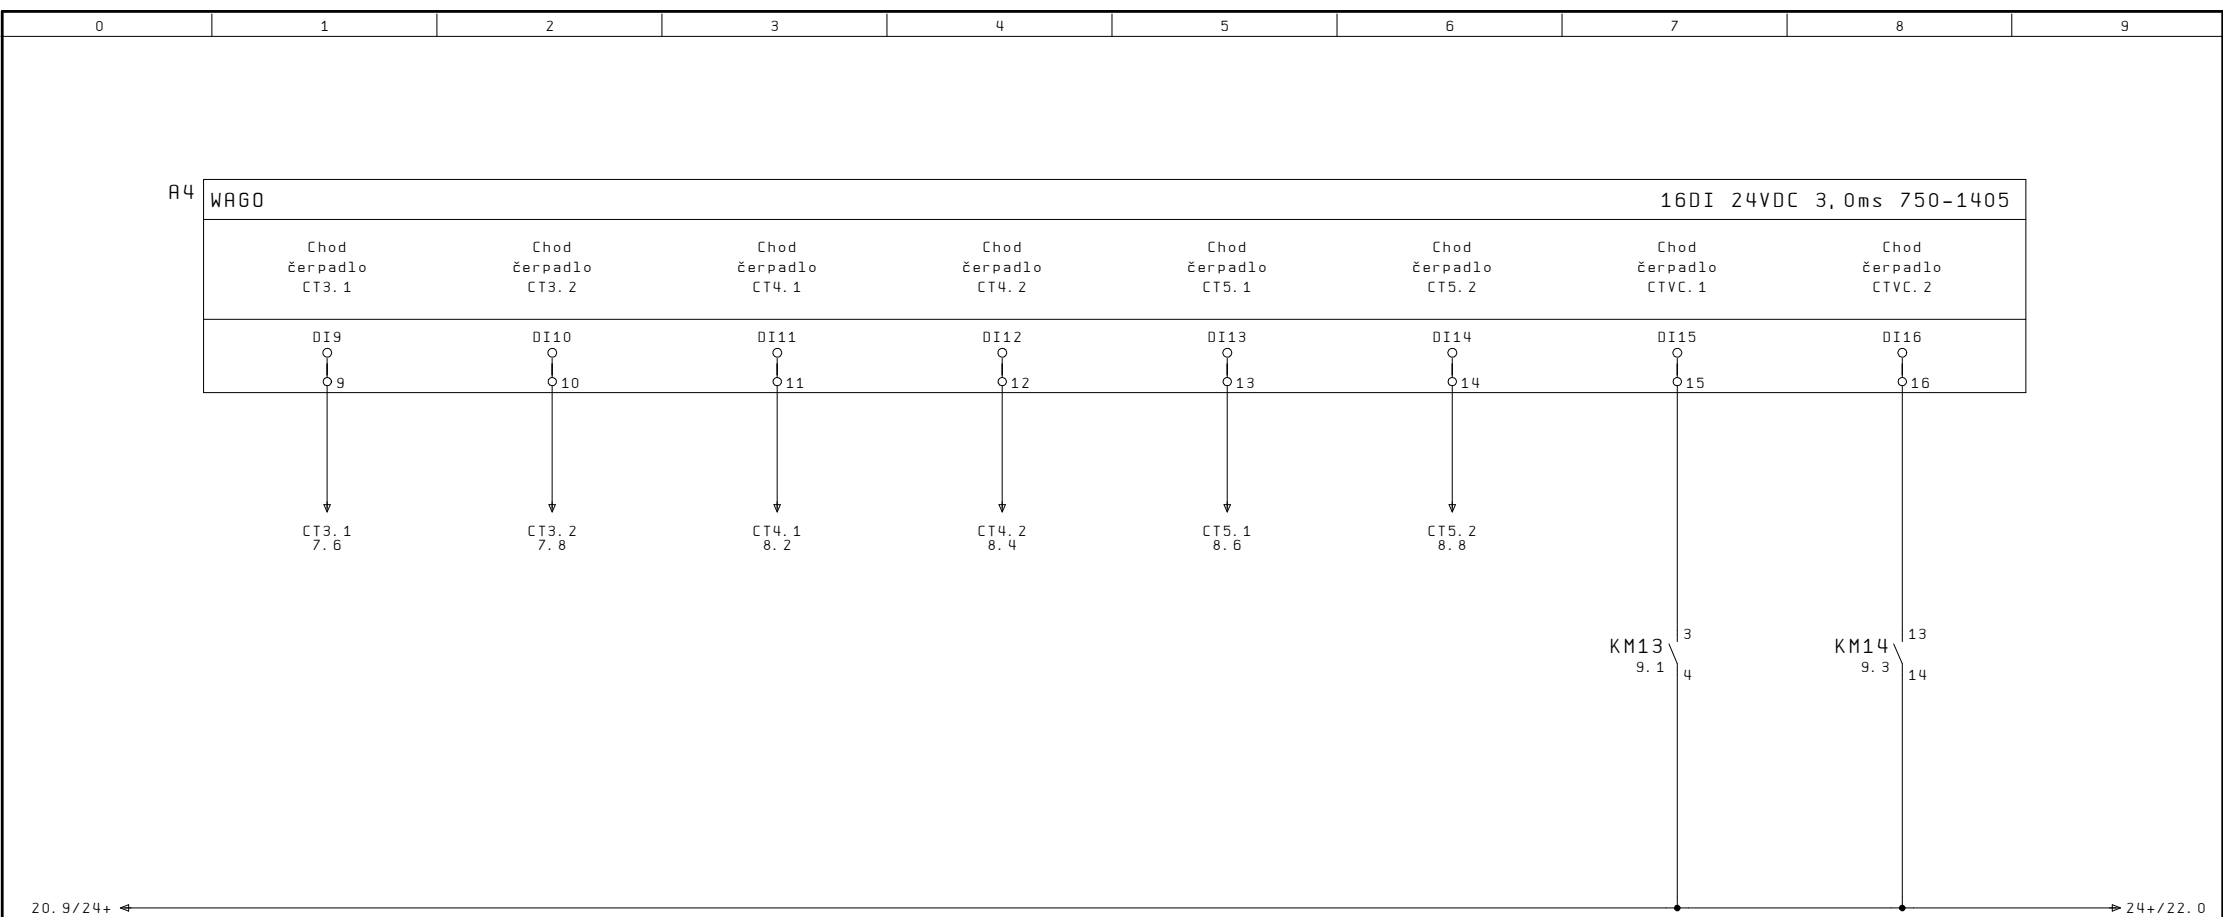 0 1 2 3 4 5 6 7 8 9
A4 WAGO 16DI 24VDC 3,0ms 750-1405
Chod Chod Chod Chod Chod Chod Chod Chod
čerpadlo čerpadlo čerpadlo čerpadlo čerpadlo čerpadlo čerpadlo čerpadlo
CT3.1 CT3.2 CT4.1 CT4.2 CT5.1 CT5.2 CTVC.1 CTVC.2
DI9 DI10 DI11 DI12 DI13 DI14 DI15 DI16
9 10 11 12 13 14 15 16
CT3.1 CT3.2 CT4.1 CT4.2 CT5.1 CT5.2
7.6 7.8 8.2 8.4 8.6 8.8
3 13
KM13 KM14
9.1 9.3
4 14
20.9/24+ 24+/22.0